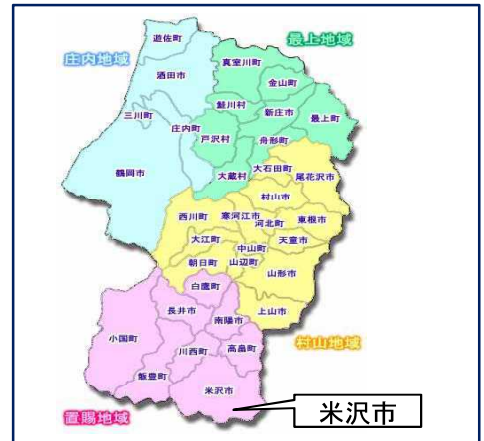 遊佐町
最上地域
庄内地域
真室川町
酒田市
金山町
鮭川村
新庄市
三川町
最上町
庄内町
戸沢村
舟形町
鶴岡市
大蔵村
大石田町
尾花沢市
村山市
西川町
寒河江市
東根市
河北町
大江町
天童市
中山町
朝日町
山辺町
山形市
白鷹町
長井市
上山市
南陽市
小国町
村山地域
川西町
高畠町
飯豊町
米沢市
米沢市
置賜地域